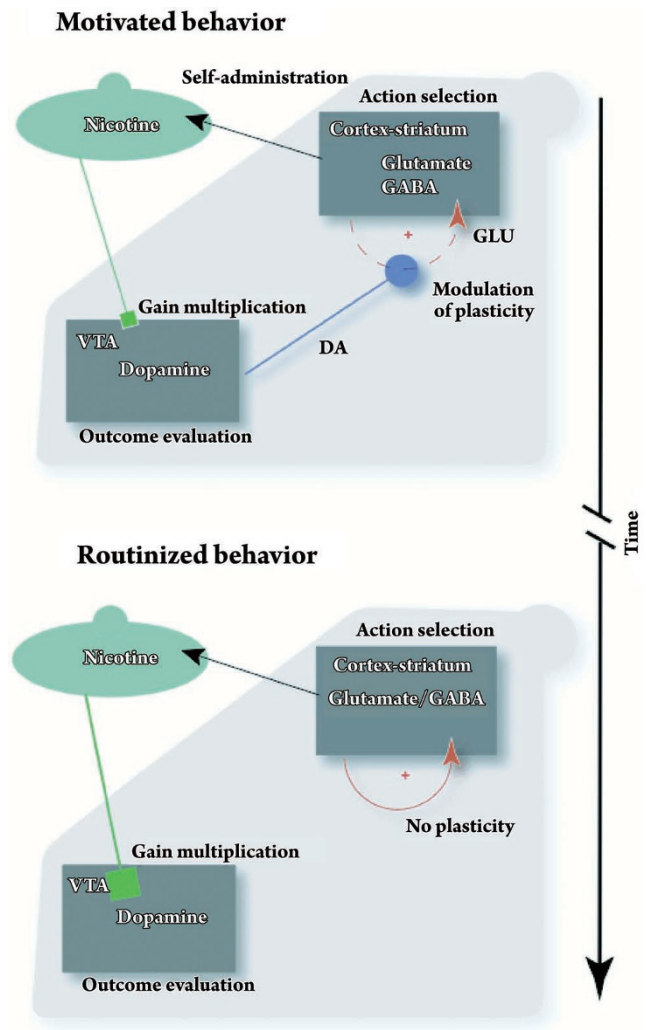 Motivated behavior
Self-administration
Action selection
Nicotine
Cortex-striatum
Glutamate
GABA
+
GLU
Modulation
of plasticity
Gain multiplication
VTA
Dopamine
DA
Outcome evaluation
Time
Routinized behavior
Action selection
Nicotine
Cortex-striatum
Glutamate/GABA
+
No plasticity
Gain multiplication
VTA
Dopamine
Outcome evaluation